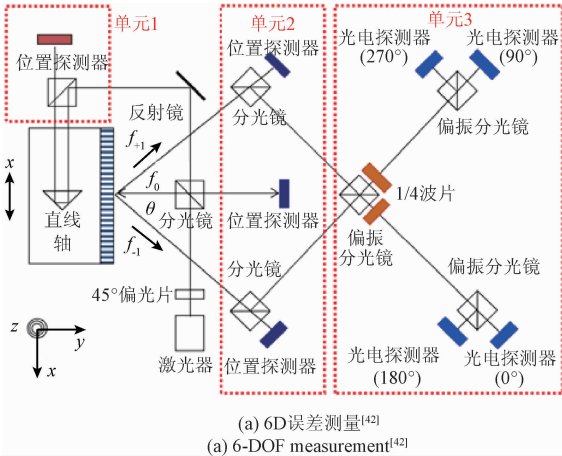 单元1
位置探测器
反射镜
x
直线
轴
f+1
f0
θ
f-1
分光镜
45°偏光片
激光器
z
y
x
单元2
位置探测器
分光镜
位置探测器
分光镜
位置探测器
单元3
光电探测器
(270°)
光电探测器
(90°)
偏振分光镜
1/4波片
偏振
分光镜
偏振分光镜
光电探测器
(180°)
光电探测器
(0°)
(a) 6D误差测量[42]
(a) 6-DOF measurement[42]